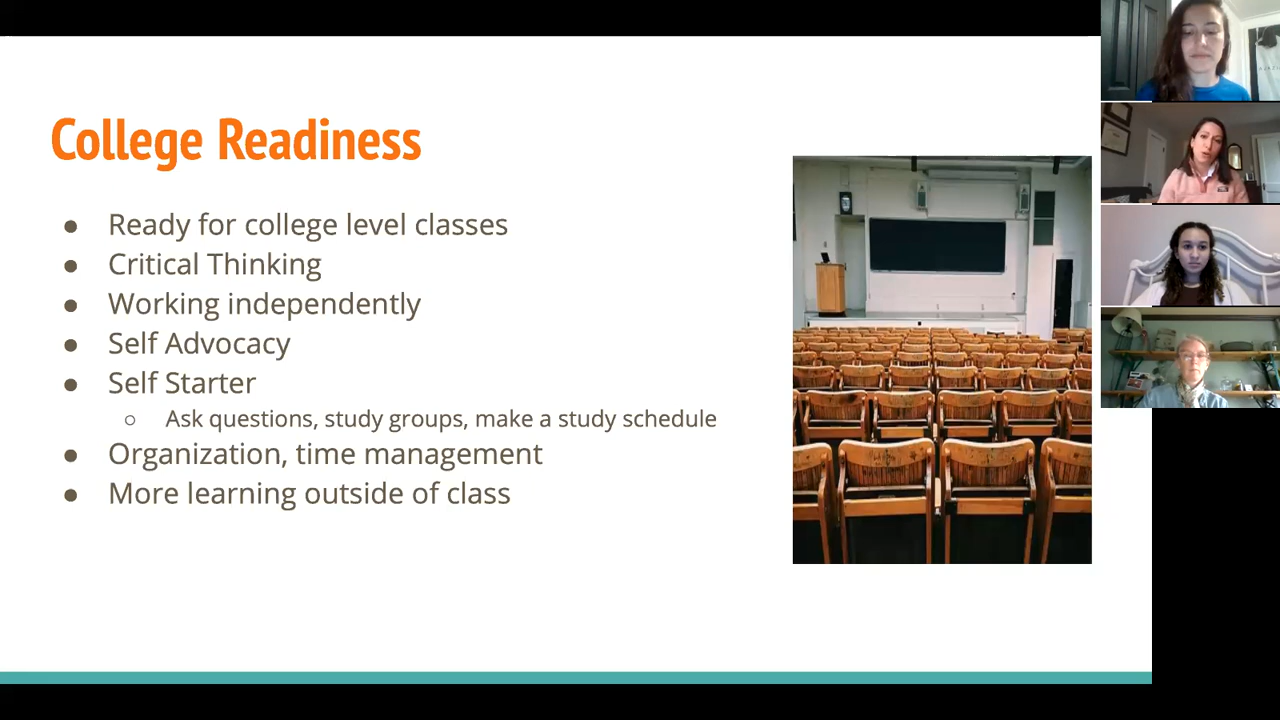 College Readiness
● Ready for college level classes
● Critical Thinking
● Working independently
● Self Advocacy
● Self Starter
○ Ask questions, study groups, make a study schedule
● Organization, time management
● More learning outside of class